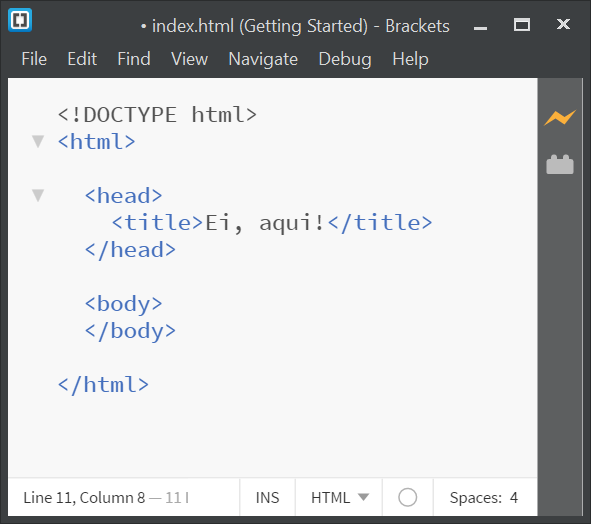 • index.html (Getting Started) - Brackets
File Edit Find View Navigate Debug Help
<!DOCTYPE html>
<html>
<head>
<title>Ei, aqui!</title>
</head>
<body>
</body>
</html>
Line 11, Column 8 — 11 l INS HTML Spaces: 4